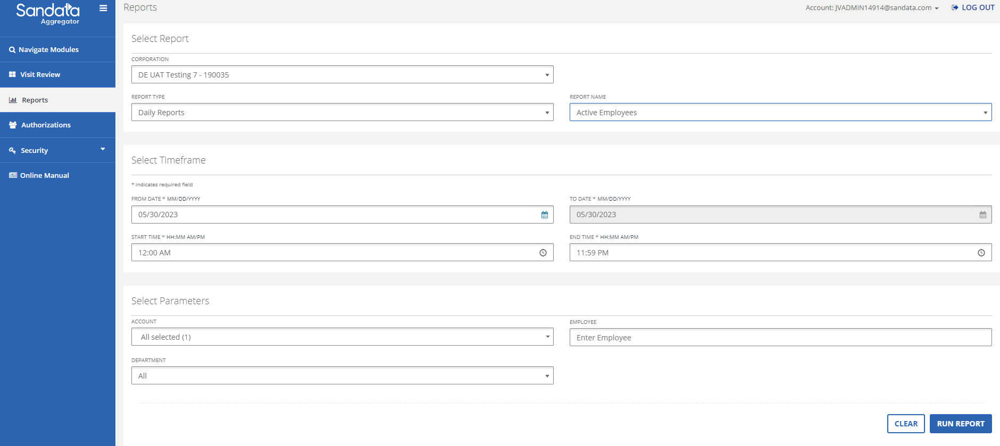 Sandata
Aggregator
Navigate Modules
Visit Review
Reports
Authorizations
Security
Online Manual
Reports
Account: JVADMIN14914@sandata.com
LOG OUT
Select Report
CORPORATION
DE UAT Testing 7 - 190035
REPORT TYPE
REPORT NAME
Daily Reports
Active Employees
Select Timeframe
* indicates required field
FROM DATE * MM/DD/YYYY
TO DATE * MM/DD/YYYY
05/30/2023
05/30/2023
START TIME * HH:MM AM/PM
END TIME * HH:MM AM/PM
12:00 AM
11:59 PM
Select Parameters
ACCOUNT
EMPLOYEE
All selected (1)
Enter Employee
DEPARTMENT
All
CLEAR
RUN REPORT